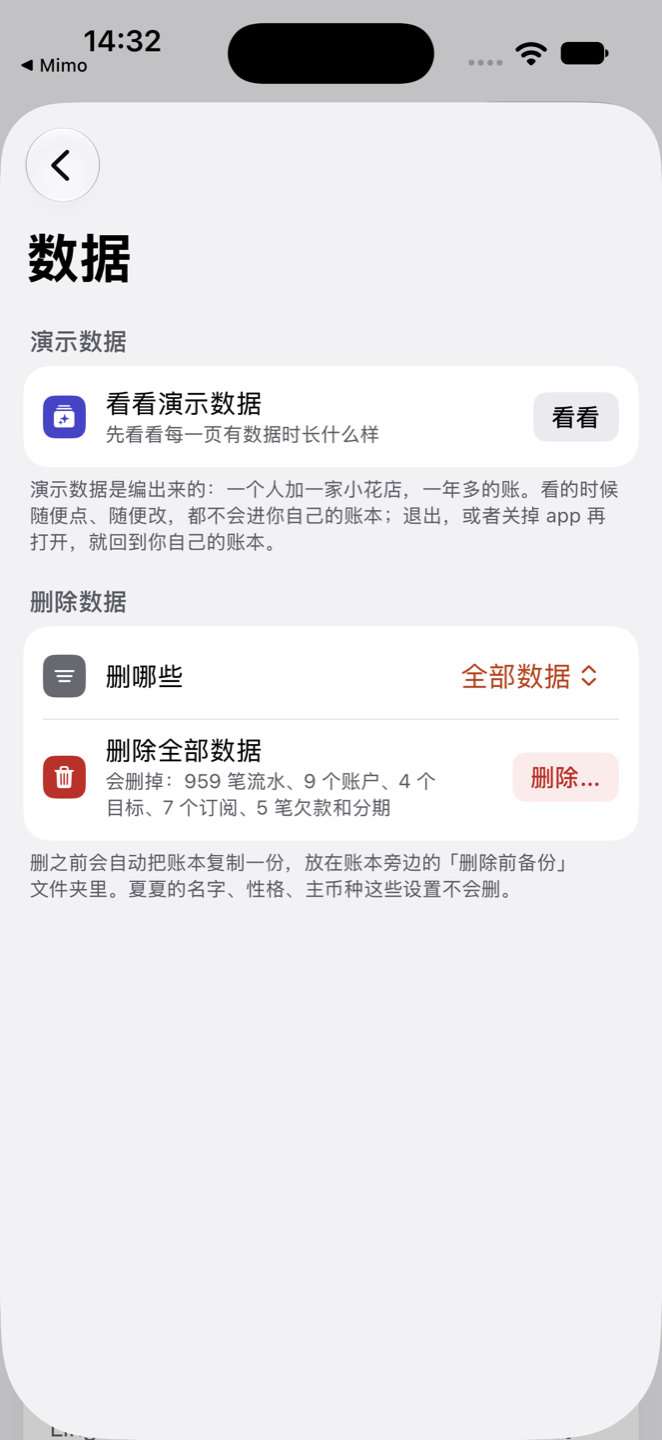 14:32
◀ Mimo
数据
演示数据
看看演示数据
先看看每一页有数据时长什么样
看看
演示数据是编出来的：一个人加一家小花店，一年多的账。看的时候
随便点、随便改，都不会进你自己的账本；退出，或者关掉 app 再
打开，就回到你自己的账本。
删除数据
删哪些
全部数据
删除全部数据
会删掉：959 笔流水、9 个账户、4 个
目标、7 个订阅、5 笔欠款和分期
删除...
删之前会自动把账本复制一份，放在账本旁边的「删除前备份」
文件夹里。夏夏的名字、性格、主币种这些设置不会删。